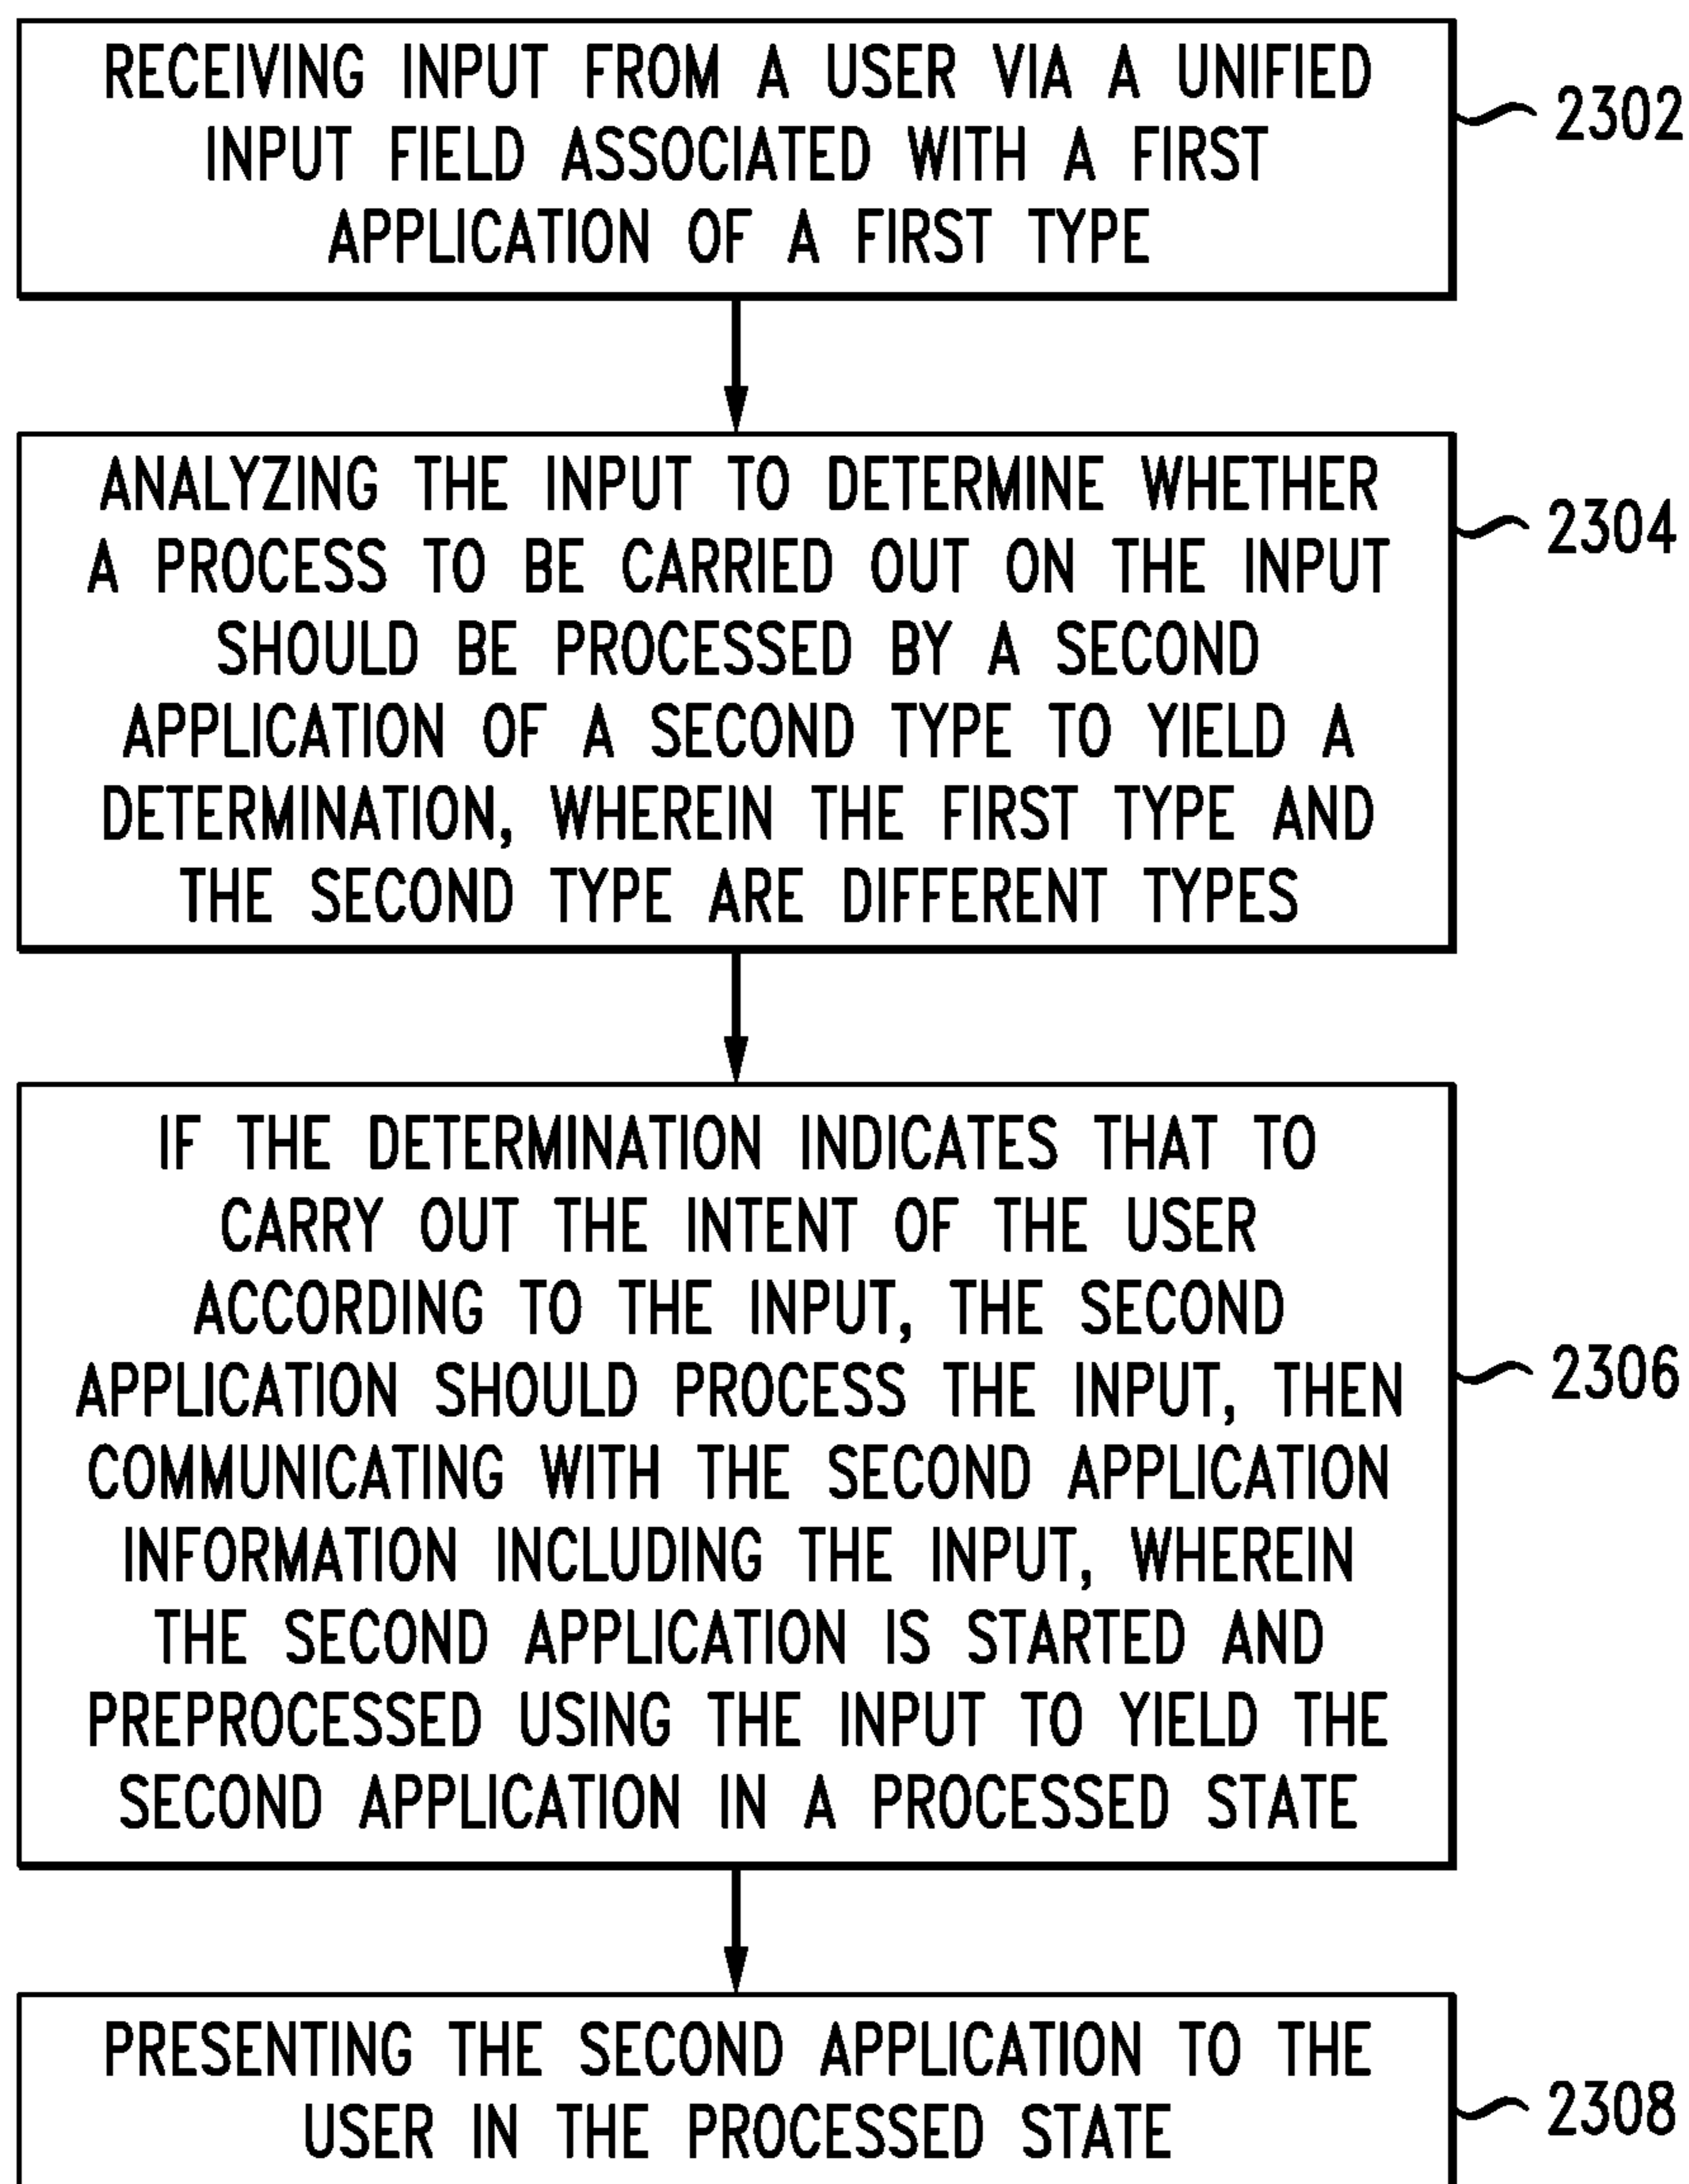 RECEIVING INPUT FROM A USER VIA A UNIFIED
INPUT FIELD ASSOCIATED WITH A FIRST
APPLICATION OF A FIRST TYPE
2302
ANALYZING THE INPUT TO DETERMINE WHETHER
A PROCESS TO BE CARRIED OUT ON THE INPUT
SHOULD BE PROCESSED BY A SECOND
APPLICATION OF A SECOND TYPE TO YIELD A
DETERMINATION, WHEREIN THE FIRST TYPE AND
THE SECOND TYPE ARE DIFFERENT TYPES
2304
IF THE DETERMINATION INDICATES THAT TO
CARRY OUT THE INTENT OF THE USER
ACCORDING TO THE INPUT, THE SECOND
APPLICATION SHOULD PROCESS THE INPUT, THEN
COMMUNICATING WITH THE SECOND APPLICATION
INFORMATION INCLUDING THE INPUT, WHEREIN
THE SECOND APPLICATION IS STARTED AND
PREPROCESSED USING THE INPUT TO YIELD THE
SECOND APPLICATION IN A PROCESSED STATE
2306
PRESENTING THE SECOND APPLICATION TO THE
USER IN THE PROCESSED STATE
2308